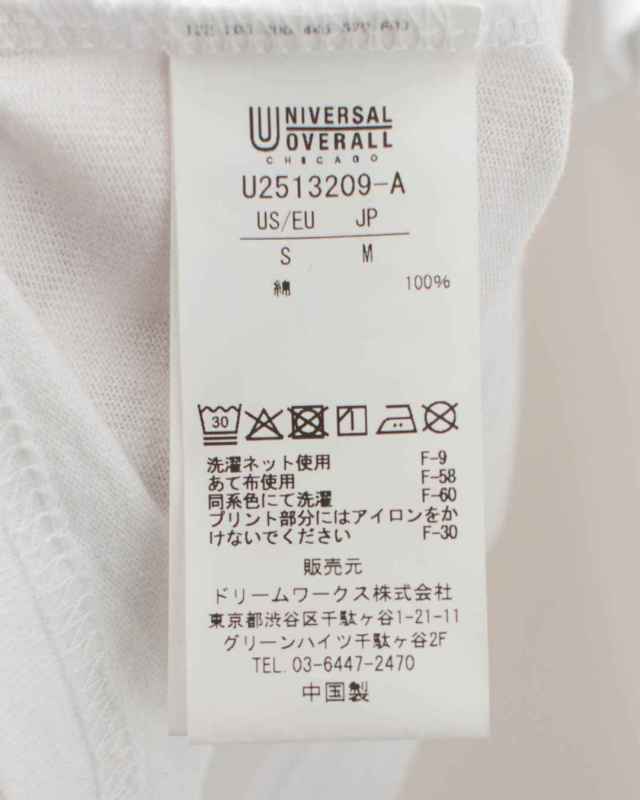 UNIVERSAL
OVERALL
CHICAGO
U2513209-A
US/EU JP
S M
綿 100%
30
洗濯ネット使用 F-9
あて布使用 F-58
同系色にて洗濯 F-60
プリント部分にはアイロンをか
けないでください F-30
販売元
ドリームワークス株式会社
東京都渋谷区千駄ヶ谷1-21-11
グリーンハイツ千駄ヶ谷2F
TEL. 03-6447-2470
中国製